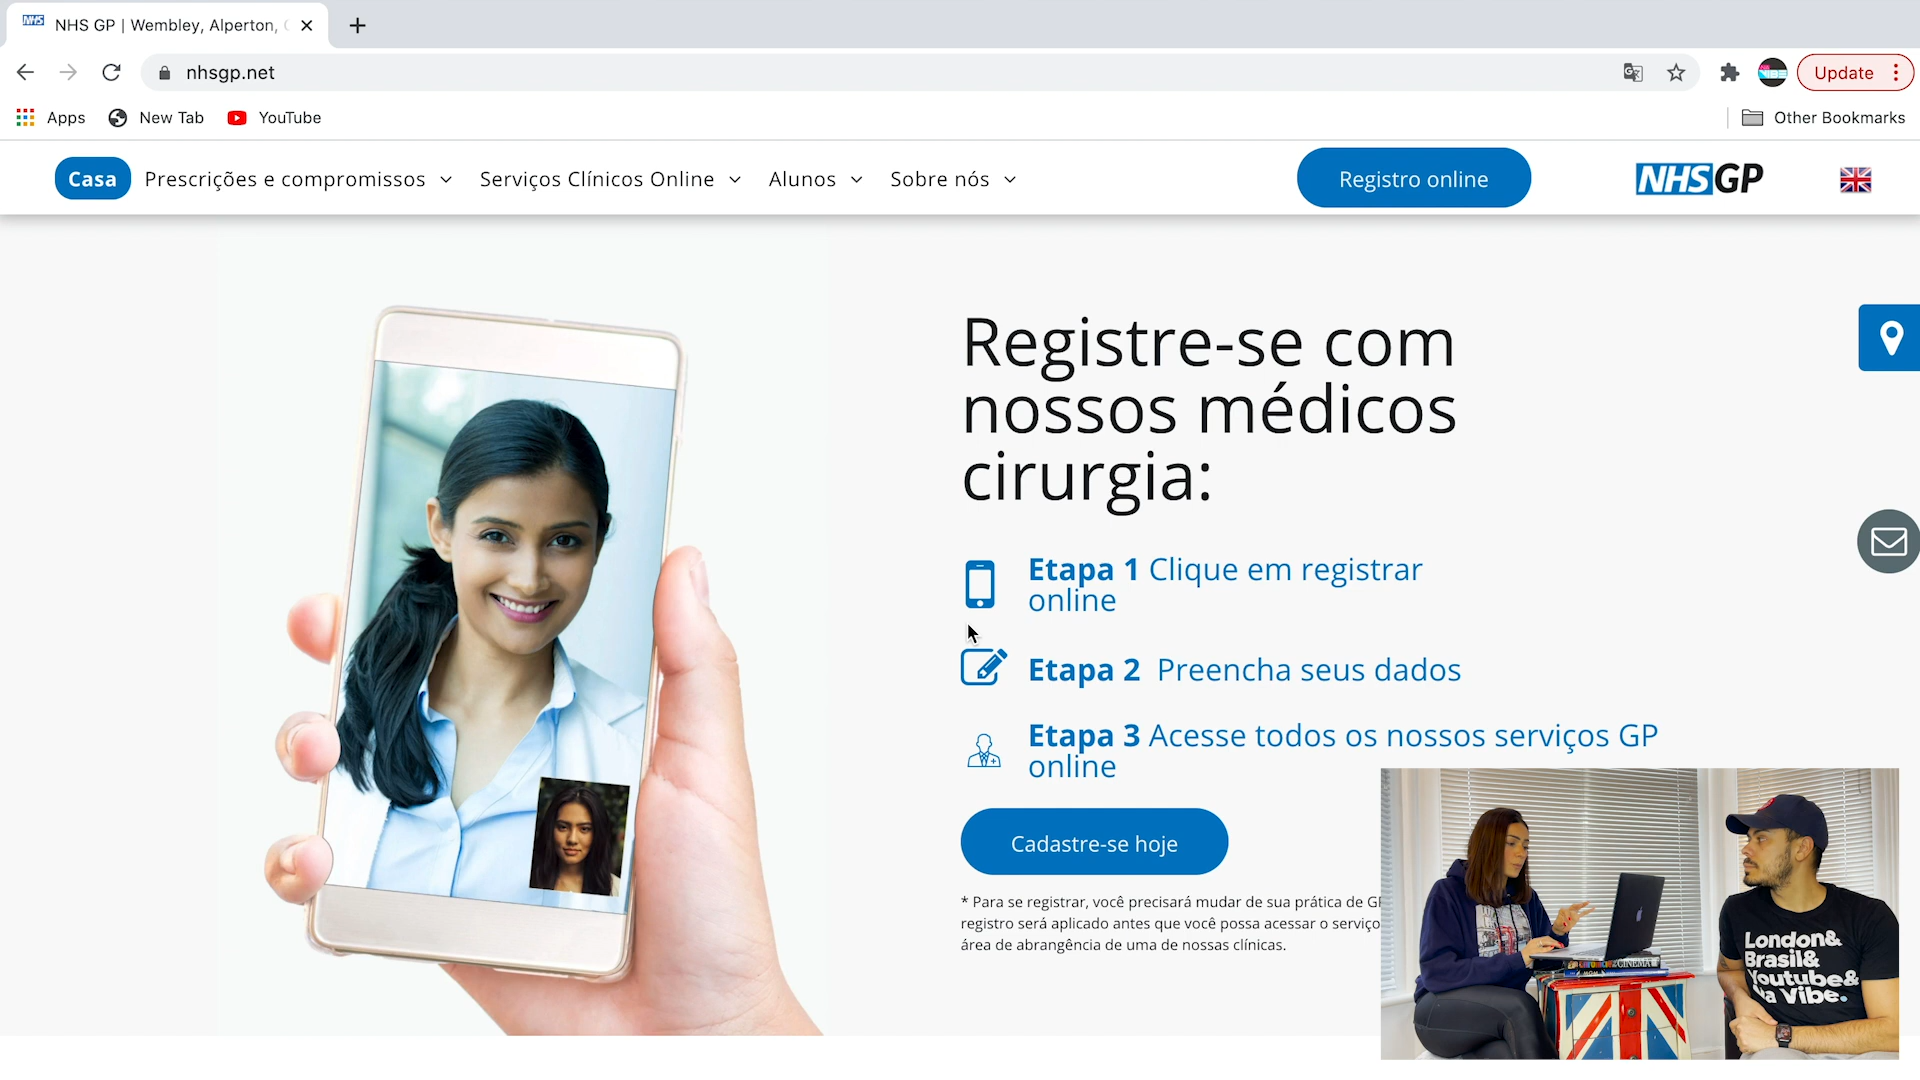 NHS
NHS GP | Wembley, Alperton,
nhsgp.net
Update
Apps
New Tab
YouTube
Other Bookmarks
Casa
Prescrições e compromissos
Serviços Clínicos Online
Alunos
Sobre nós
Registro online
NHSGP
Registre-se com
nossos médicos
cirurgia:
Etapa 1 Clique em registrar
online
Etapa 2 Preencha seus dados
Etapa 3 Acesse todos os nossos serviços GP
online
Cadastre-se hoje
* Para se registrar, você precisará mudar de sua prática de
registro será aplicado antes que você possa acessar o serviço
área de abrangência de uma de nossas clínicas.
London&
Brasil&
Youtube&
Na Vibe.
CINEMA